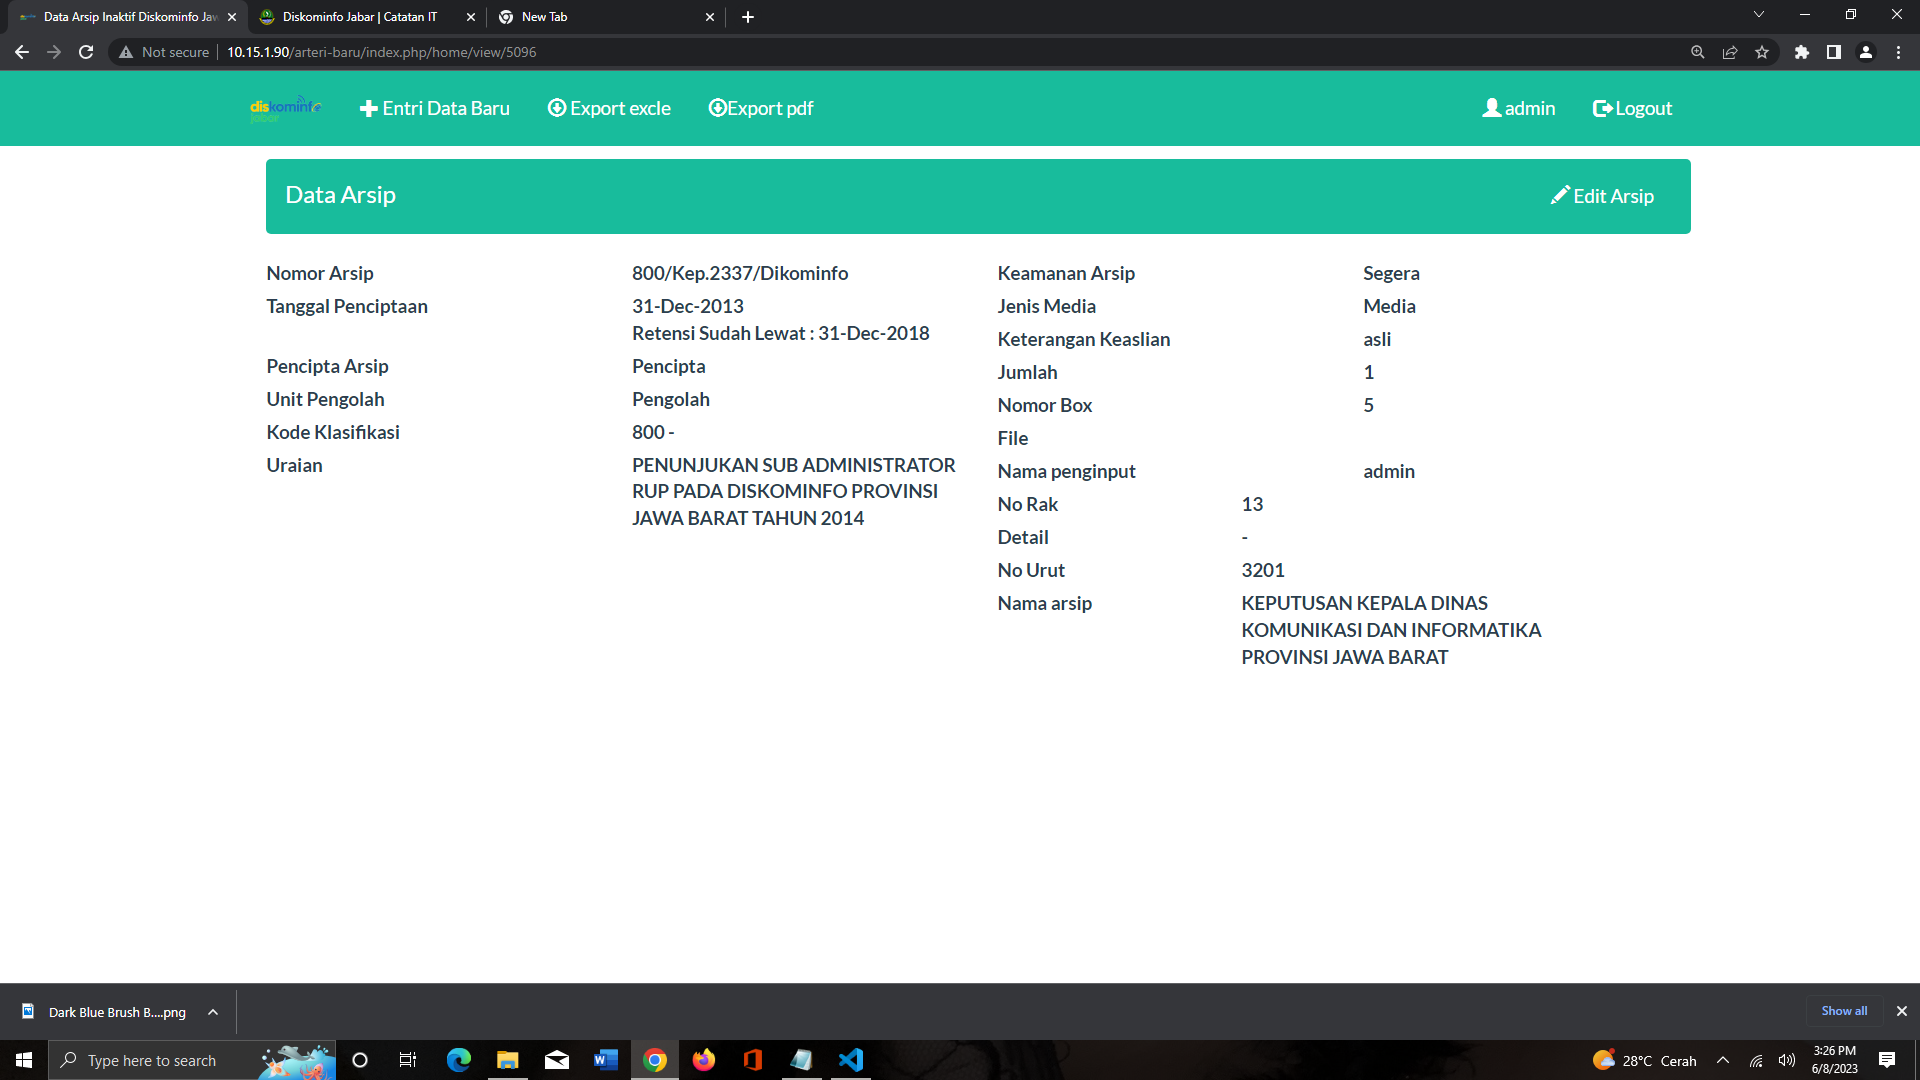 Data Arsip Inaktif Diskominfo Jaw
Diskominfo Jabar | Catatan IT
New Tab
Not secure
10.15.1.90/arteri-baru/index.php/home/view/5096
diskominfo
jabar
Entri Data Baru
Export excle
Export pdf
admin
Logout
Data Arsip
Edit Arsip
Nomor Arsip
800/Kep.2337/Dikominfo
Tanggal Penciptaan
31-Dec-2013
Retensi Sudah Lewat : 31-Dec-2018
Pencipta Arsip
Pencipta
Unit Pengolah
Pengolah
Kode Klasifikasi
800 -
Uraian
PENUNJUKAN SUB ADMINISTRATOR
RUP PADA DISKOMINFO PROVINSI
JAWA BARAT TAHUN 2014
Keamanan Arsip
Segera
Jenis Media
Media
Keterangan Keaslian
asli
Jumlah
1
Nomor Box
5
File
Nama penginput
admin
No Rak
13
Detail
-
No Urut
3201
Nama arsip
KEPUTUSAN KEPALA DINAS
KOMUNIKASI DAN INFORMATIKA
PROVINSI JAWA BARAT
Dark Blue Brush B....png
Show all
Type here to search
28°C Cerah
3:26 PM
6/8/2023